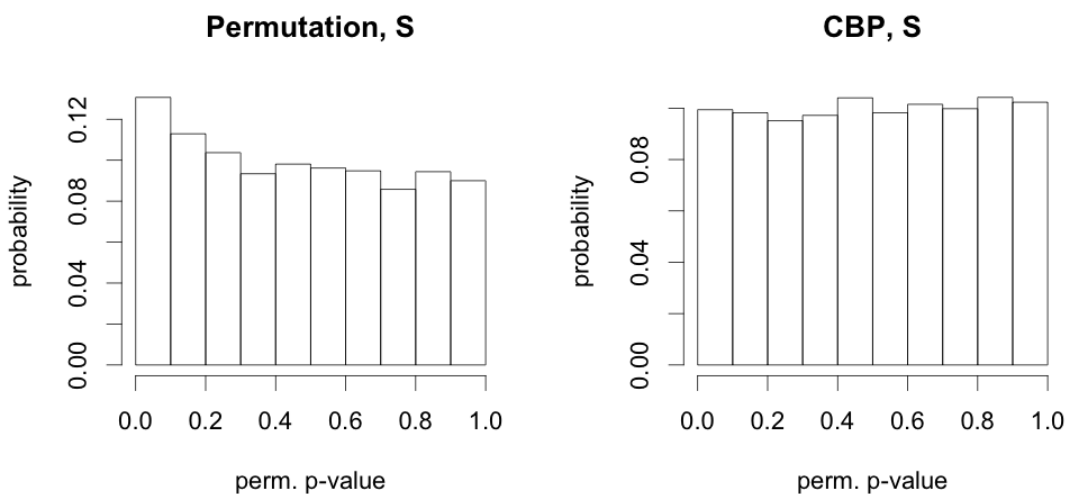 Permutation, S
probability
0.00 0.04 0.08 0.12
0.0 0.2 0.4 0.6 0.8 1.0
perm. p-value
CBP, S
probability
0.00 0.04 0.08
0.0 0.2 0.4 0.6 0.8 1.0
perm. p-value